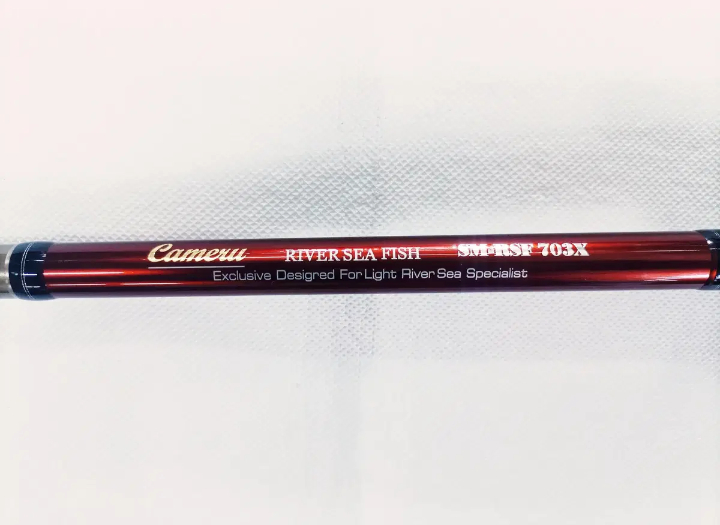 Cameru RIVER SEA FISH SM-RSF 703X
Exclusive Desigred For Light River Sea Specialist